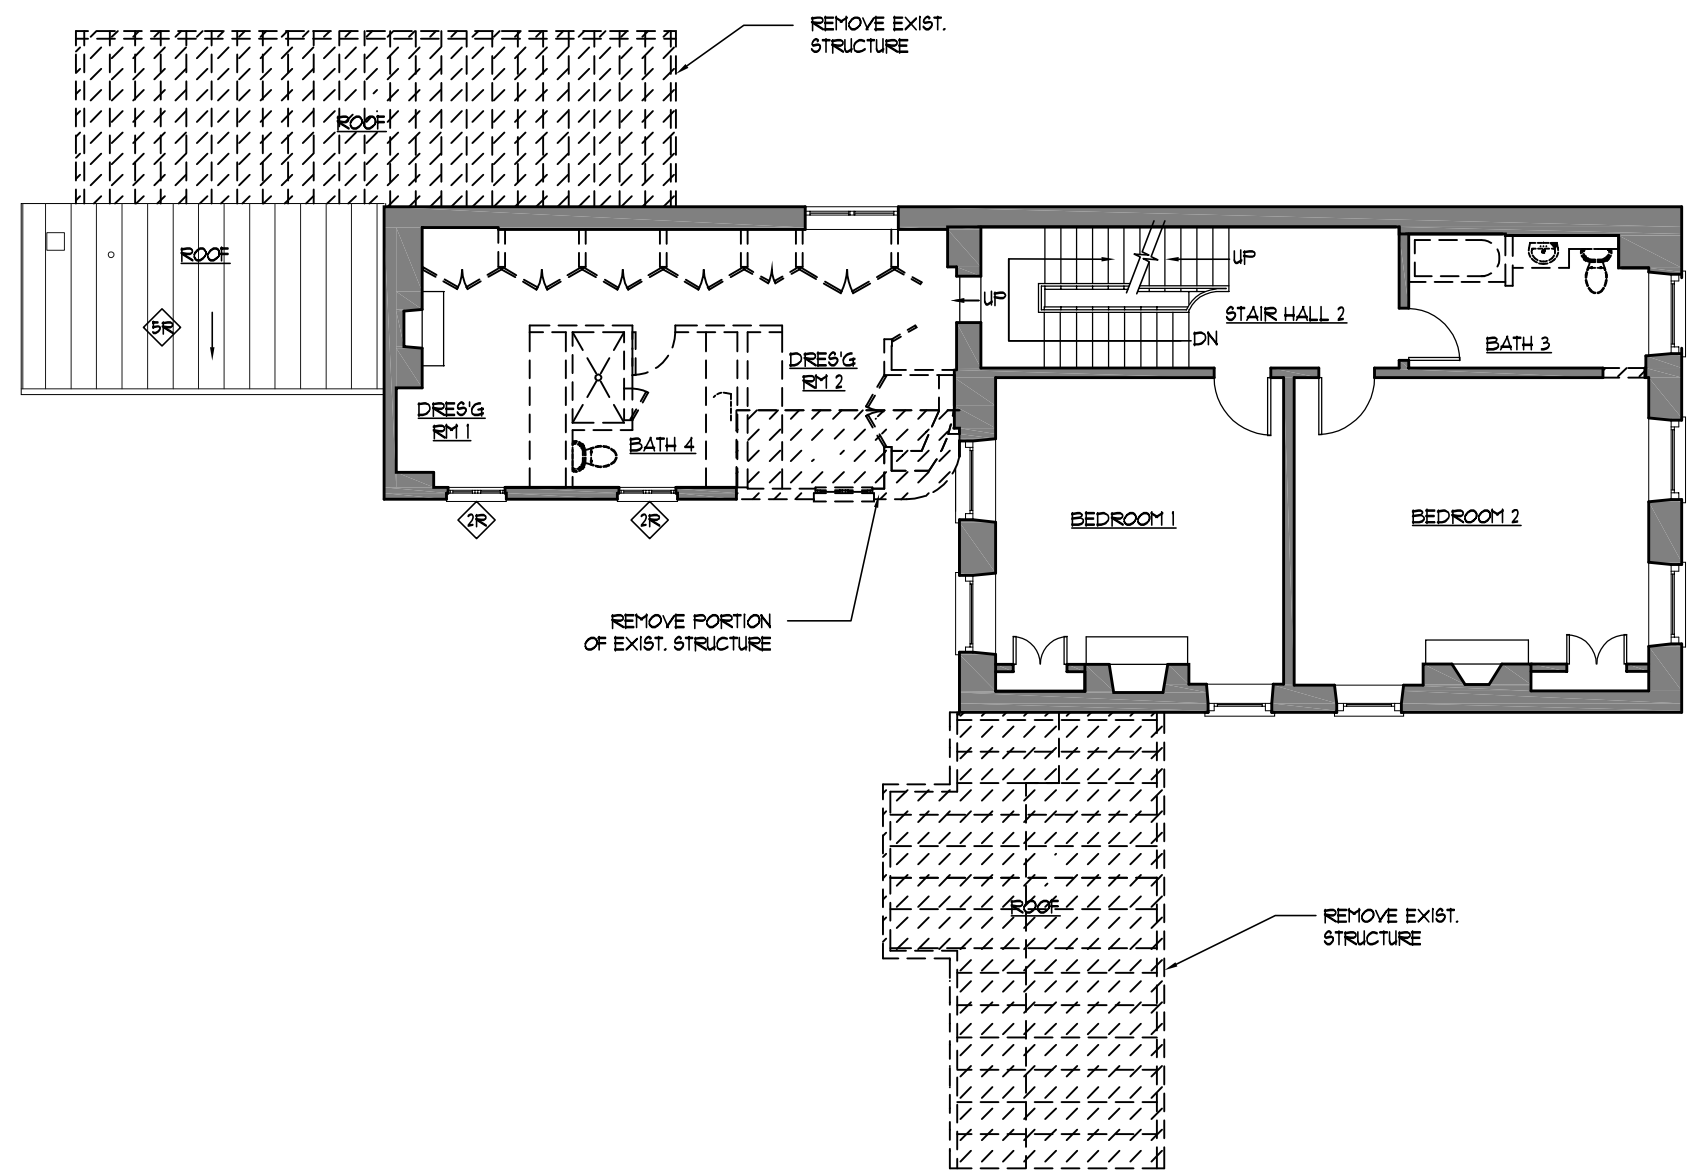 REMOVE EXIST.
STRUCTURE
ROOF
ROOF
5R
UP
UP
STAIR HALL 2
DN
BATH 3
DRES'G
RM 2
DRES'G
RM 1
BATH 4
2R
2R
BEDROOM 1
BEDROOM 2
REMOVE PORTION
OF EXIST. STRUCTURE
ROOF
REMOVE EXIST.
STRUCTURE